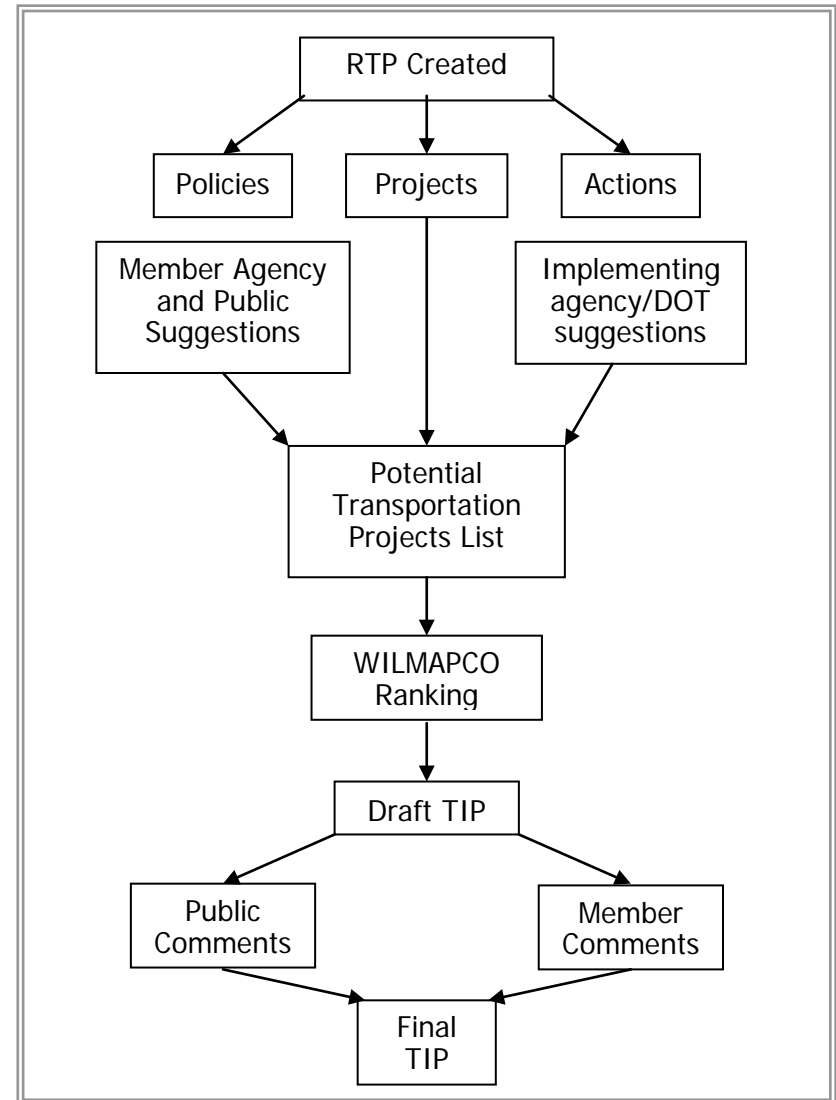 RTP Created
Policies
Projects
Actions
Member Agency
and Public
Suggestions
Implementing
agency/DOT
suggestions
Potential
Transportation
Projects List
WILMAPCO
Ranking
Draft TIP
Public
Comments
Member
Comments
Final
TIP